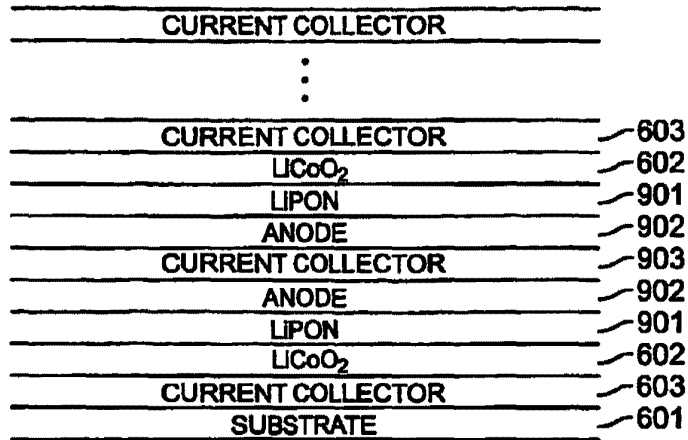 CURRENT COLLECTOR
CURRENT COLLECTOR 603
LiCoO₂ 602
LiPON 901
ANODE 902
CURRENT COLLECTOR 903
ANODE 902
LiPON 901
LiCoO₂ 602
CURRENT COLLECTOR 603
SUBSTRATE 601